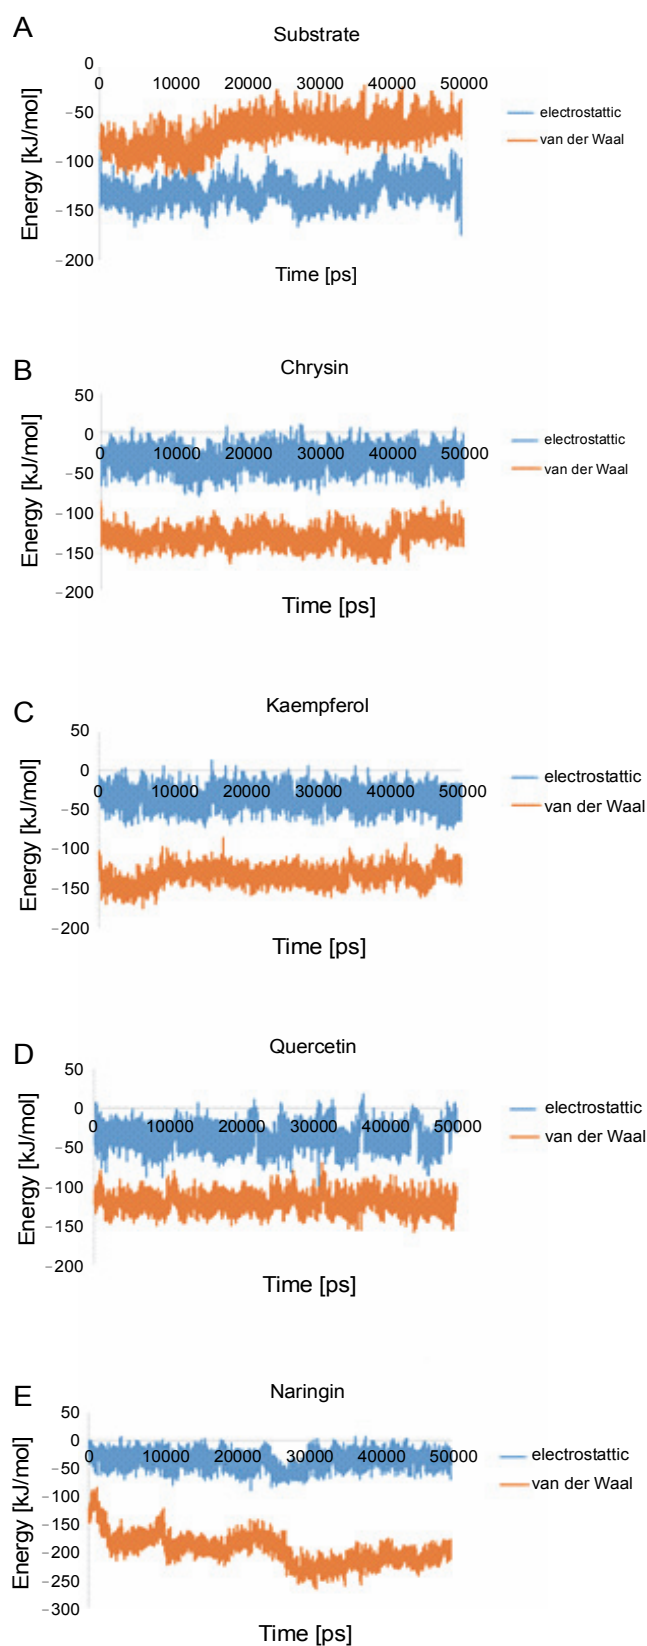 A
Substrate
0
0 10000 20000 30000 40000 50000
−50
−100
−150
−200
Energy [kJ/mol]
electrostattic
van der Waal
Time [ps]
B
Chrysin
50
0
0 10000 20000 30000 40000 50000
−50
−100
−150
−200
Energy [kJ/mol]
electrostattic
van der Waal
Time [ps]
C
Kaempferol
50
0
0 10000 20000 30000 40000 50000
−50
−100
−150
−200
Energy [kJ/mol]
electrostattic
van der Waal
Time [ps]
D
Quercetin
50
0
0 10000 20000 30000 40000 50000
−50
−100
−150
−200
Energy [kJ/mol]
electrostattic
van der Waal
Time [ps]
E
Naringin
50
0
0 10000 20000 30000 40000 50000
−50
−100
−150
−200
−250
−300
Energy [kJ/mol]
electrostattic
van der Waal
Time [ps]